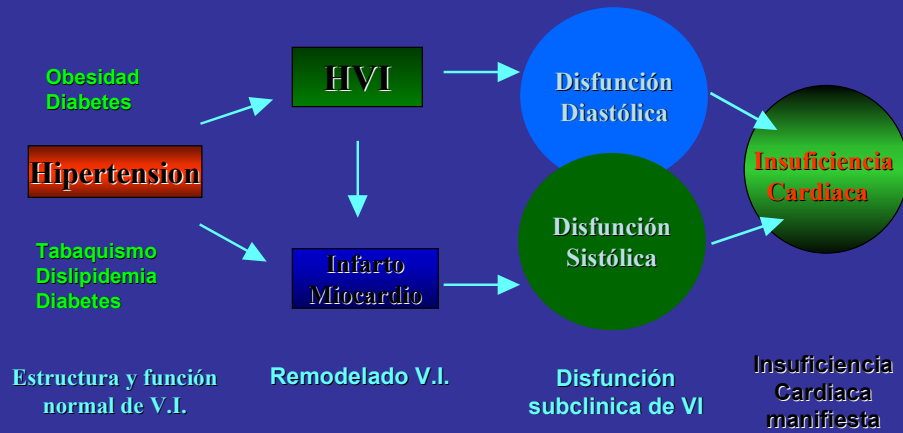 Obesidad
Diabetes
Hipertension
Tabaquismo
Dislipidemia
Diabetes
Estructura y función
normal de V.I.
HVI
Infarto
Miocardio
Remodelado V.I.
Disfunción
Diastólica
Disfunción
Sistólica
Disfunción
subclinica de VI
Insuficiencia
Cardiaca
Insuficiencia
Cardiaca
manifiesta